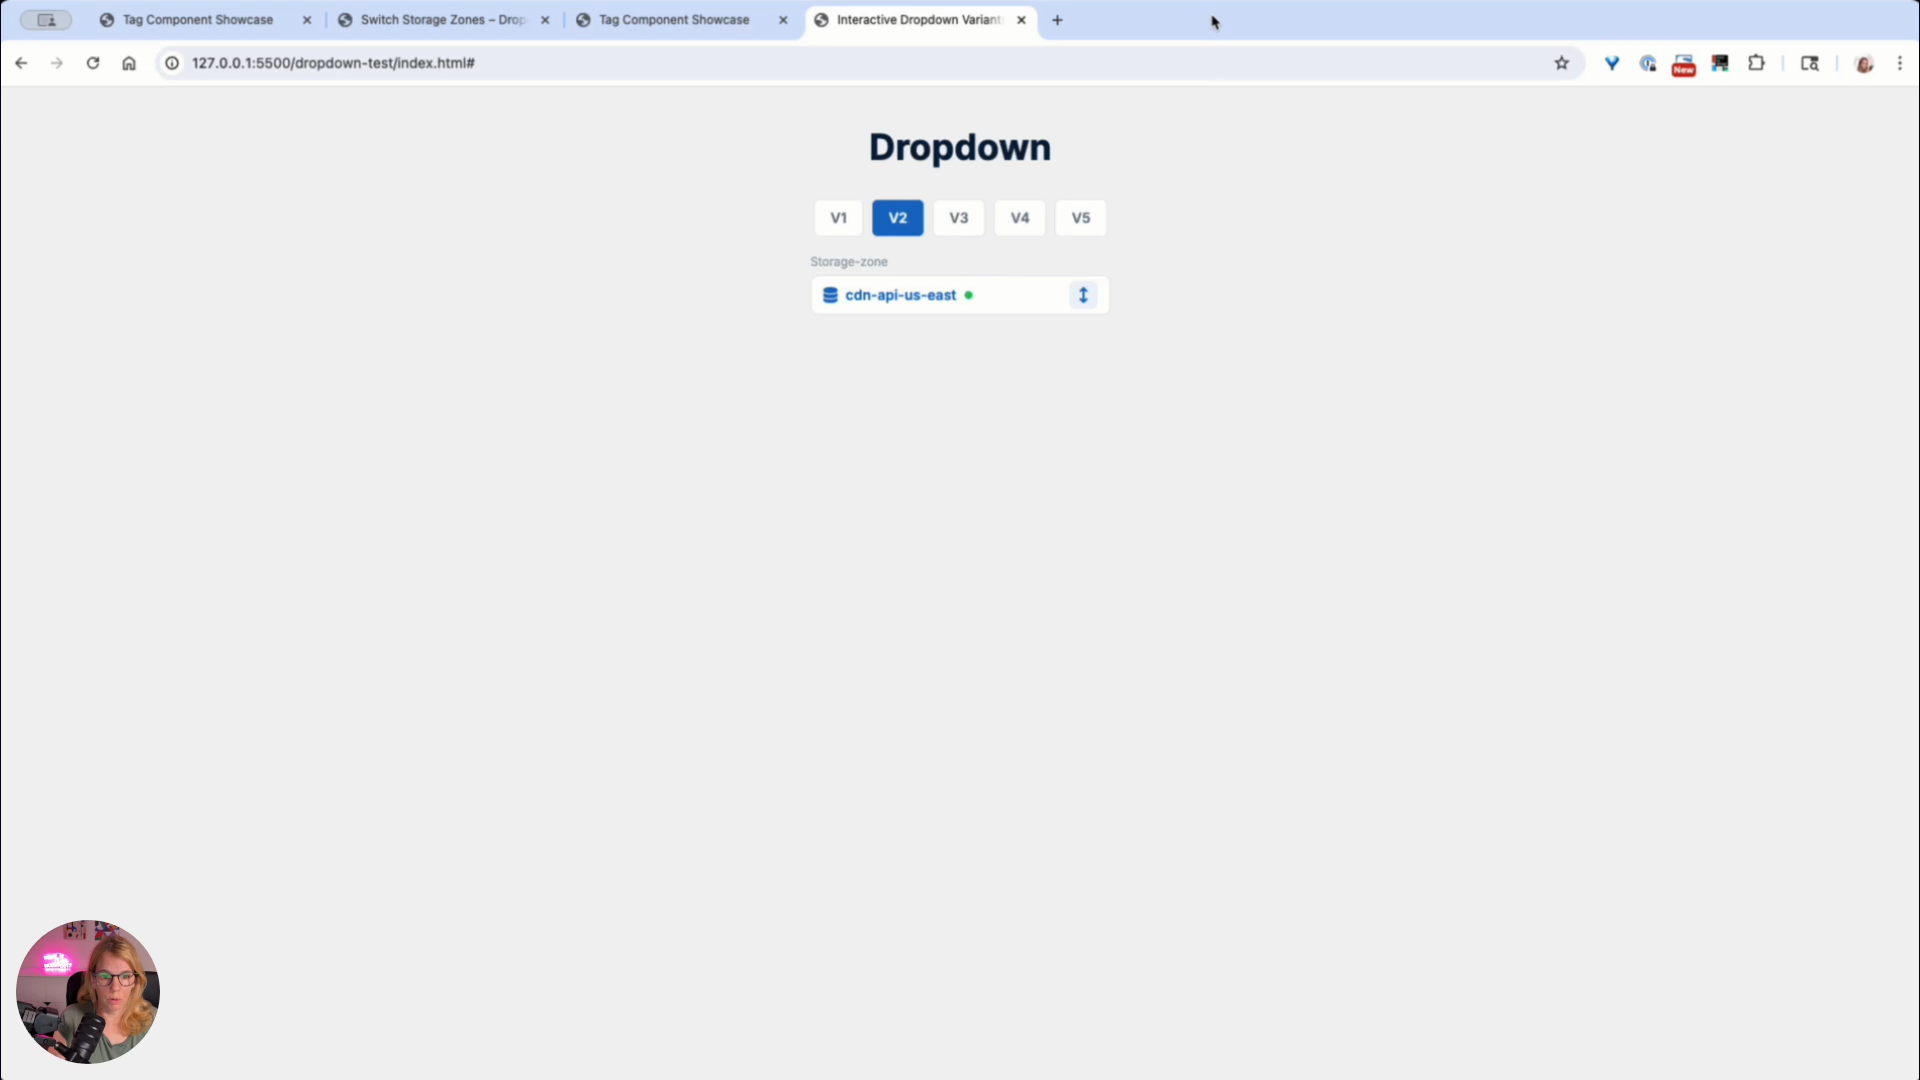 Tag Component Showcase
Switch Storage Zones – Drop
Tag Component Showcase
Interactive Dropdown Variant
127.0.0.1:5500/dropdown-test/index.html#
New
Dropdown
V1
V2
V3
V4
V5
Storage-zone
cdn-api-us-east